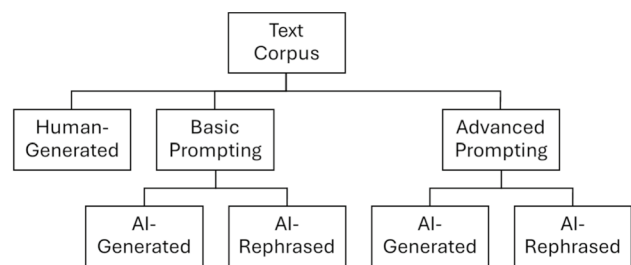 Text
Corpus
Human-
Generated
Basic
Prompting
Advanced
Prompting
AI-
Generated
AI-
Rephrased
AI-
Generated
AI-
Rephrased